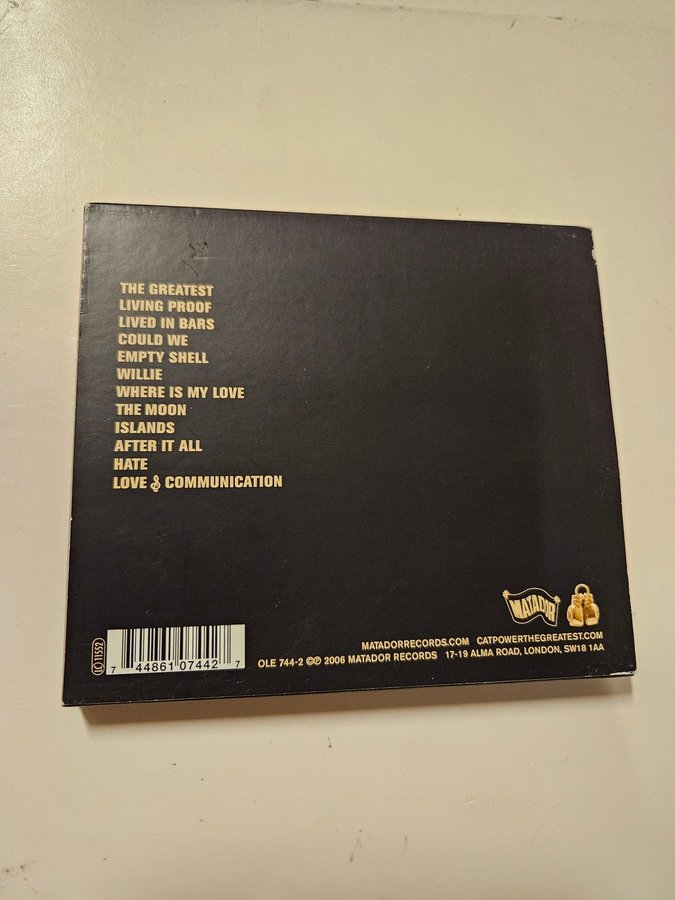 THE GREATEST
LIVING PROOF
LIVED IN BARS
COULD WE
EMPTY SHELL
WILLIE
WHERE IS MY LOVE
THE MOON
ISLANDS
AFTER IT ALL
HATE
LOVE & COMMUNICATION
MATADOR
LC 11552
7 44861 07442 7
MATADORRECORDS.COM CATPOWERTHEGREATEST.COM
OLE 744-2 ©℗ 2006 MATADOR RECORDS 17-19 ALMA ROAD, LONDON, SW18 1AA